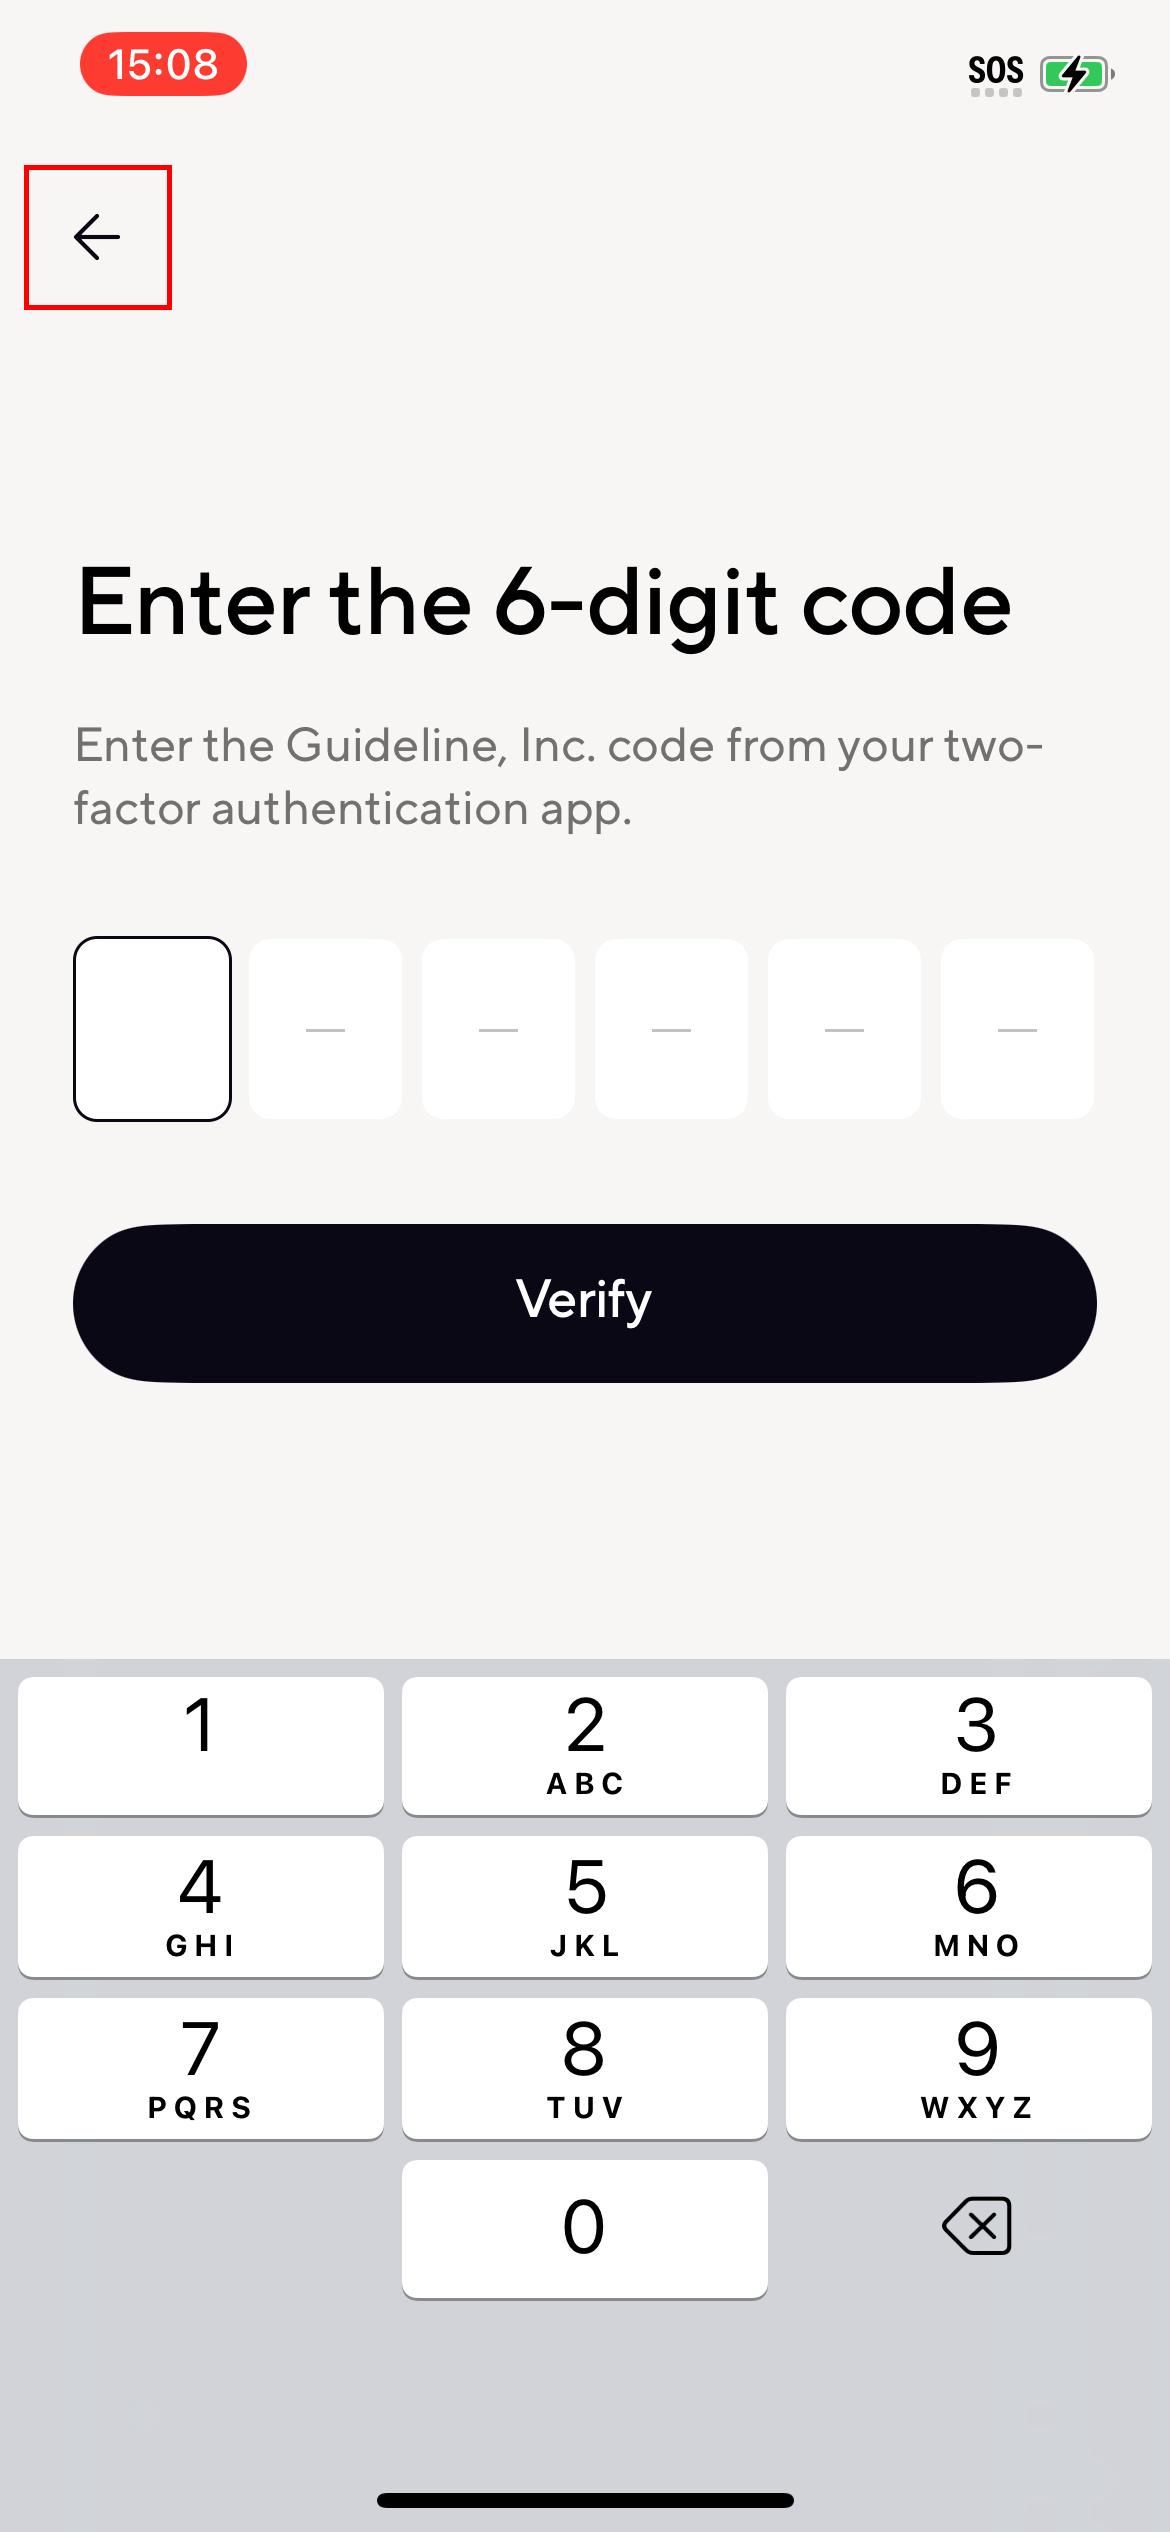 15:08
SOS
Enter the 6-digit code
Enter the Guideline, Inc. code from your two-
factor authentication app.
Verify
1
2
ABC
3
DEF
4
GHI
5
JKL
6
MNO
7
PQRS
8
TUV
9
WXYZ
0